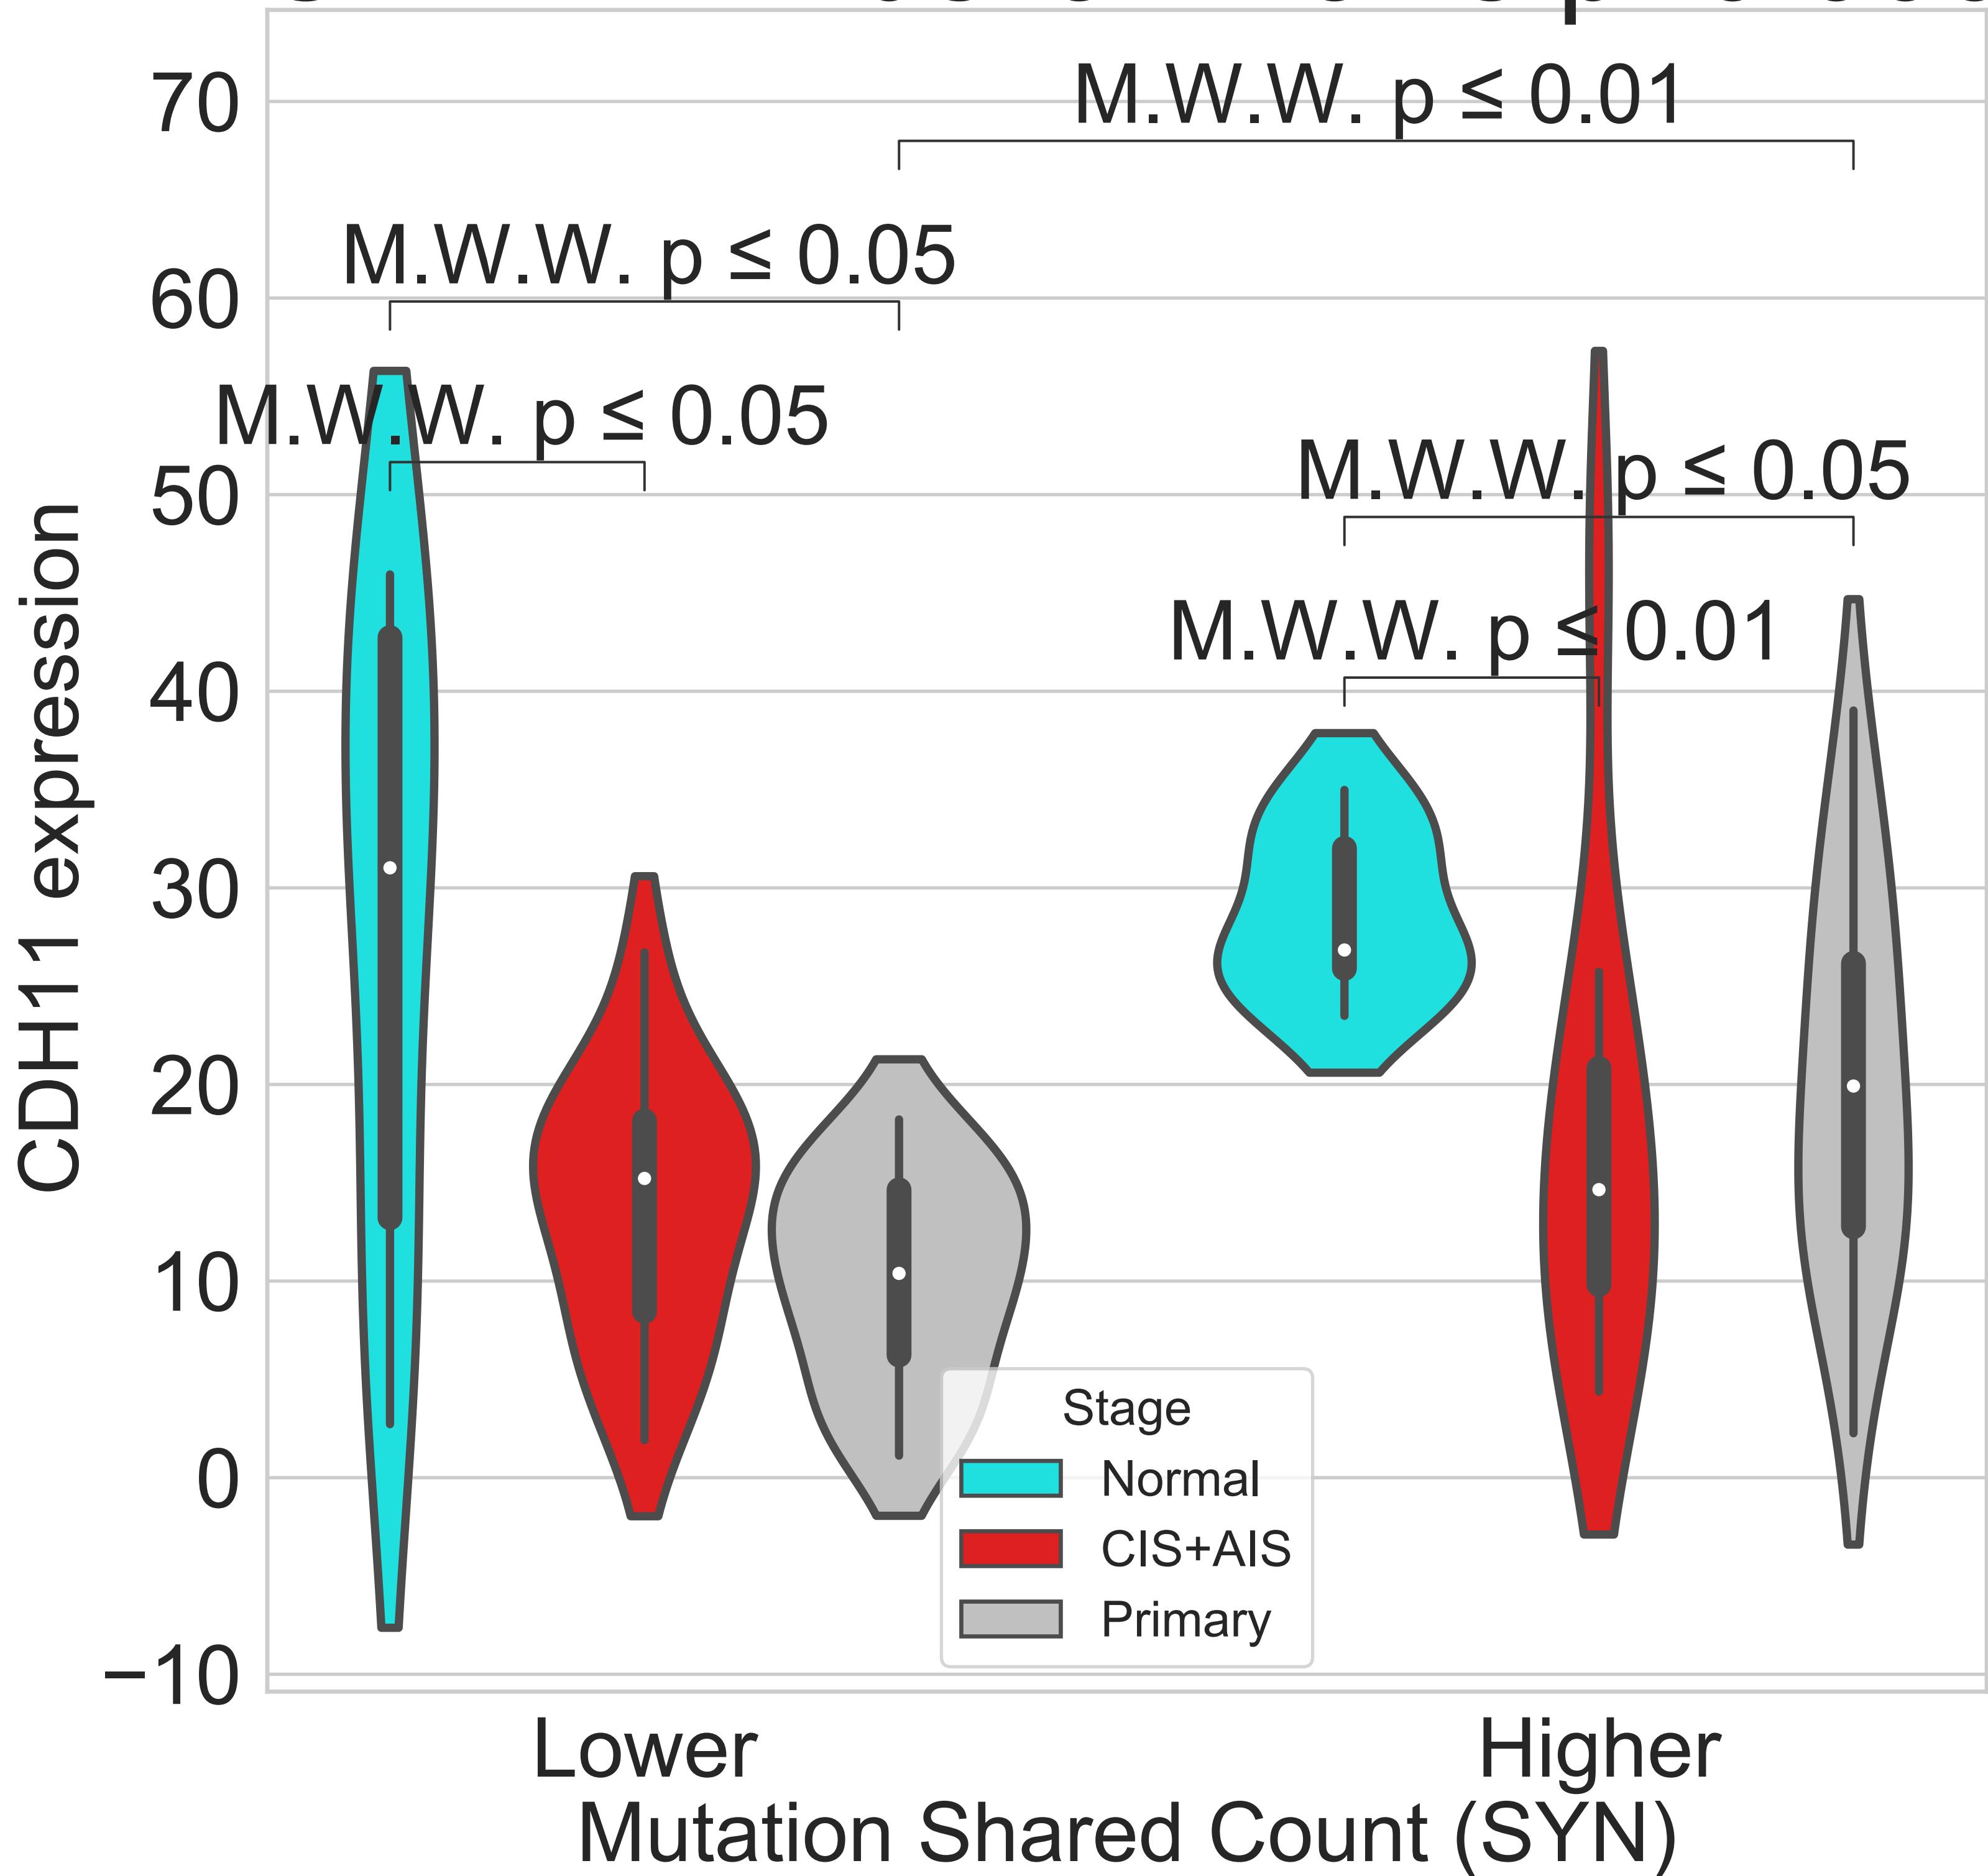 70
M.W.W. p ≤ 0.01
60
M.W.W. p ≤ 0.05
M.W.W. p ≤ 0.05
50
M.W.W. p ≤ 0.05
M.W.W. p ≤ 0.01
40
30
20
10
0
−10
CDH11 expression
Stage
Normal
CIS+AIS
Primary
Lower
Higher
Mutation Shared Count (SYN)